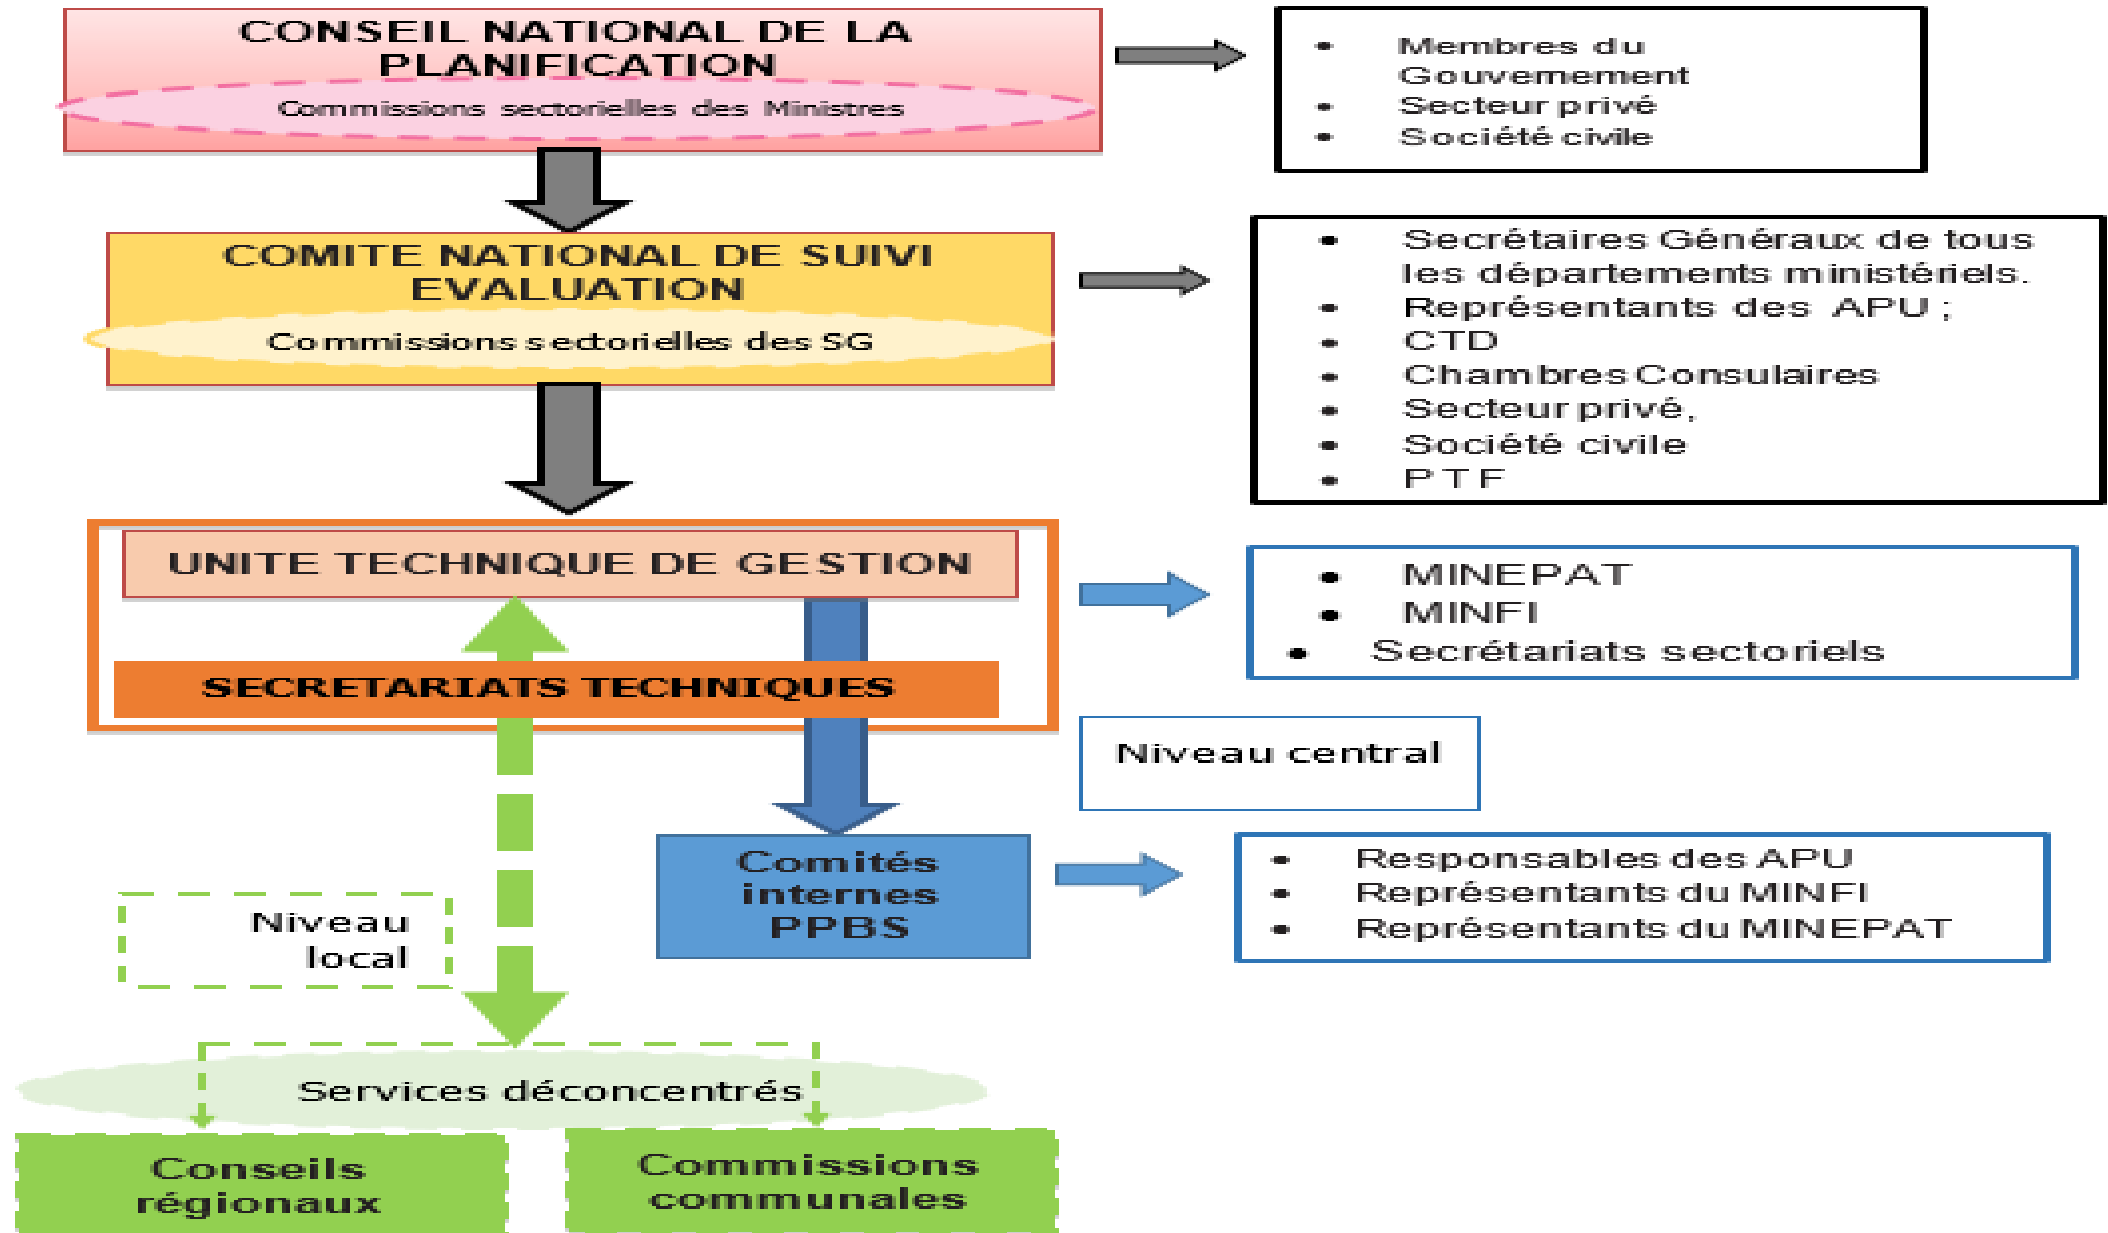 CONSEIL NATIONAL DE LA
PLANIFICATION
Commissions sectorielles des Ministres
• Membres du
Gouvernement
• Secteur privé
• Société civile
COMITE NATIONAL DE SUIVI
EVALUATION
Commissions sectorielles des SG
• Secrétaires Généraux de tous
les départements ministériels.
• Représentants des APU ;
• CTD
• Chambres Consulaires
• Secteur privé,
• Société civile
• PTF
UNITE TECHNIQUE DE GESTION
SECRETARIATS TECHNIQUES
• MINEPAT
• MINFI
• Secrétariats sectoriels
Niveau central
Comités
internes
PPBS
• Responsables des APU
• Représentants du MINFI
• Représentants du MINEPAT
Niveau
local
Services déconcentrés
Conseils
régionaux
Commissions
communales